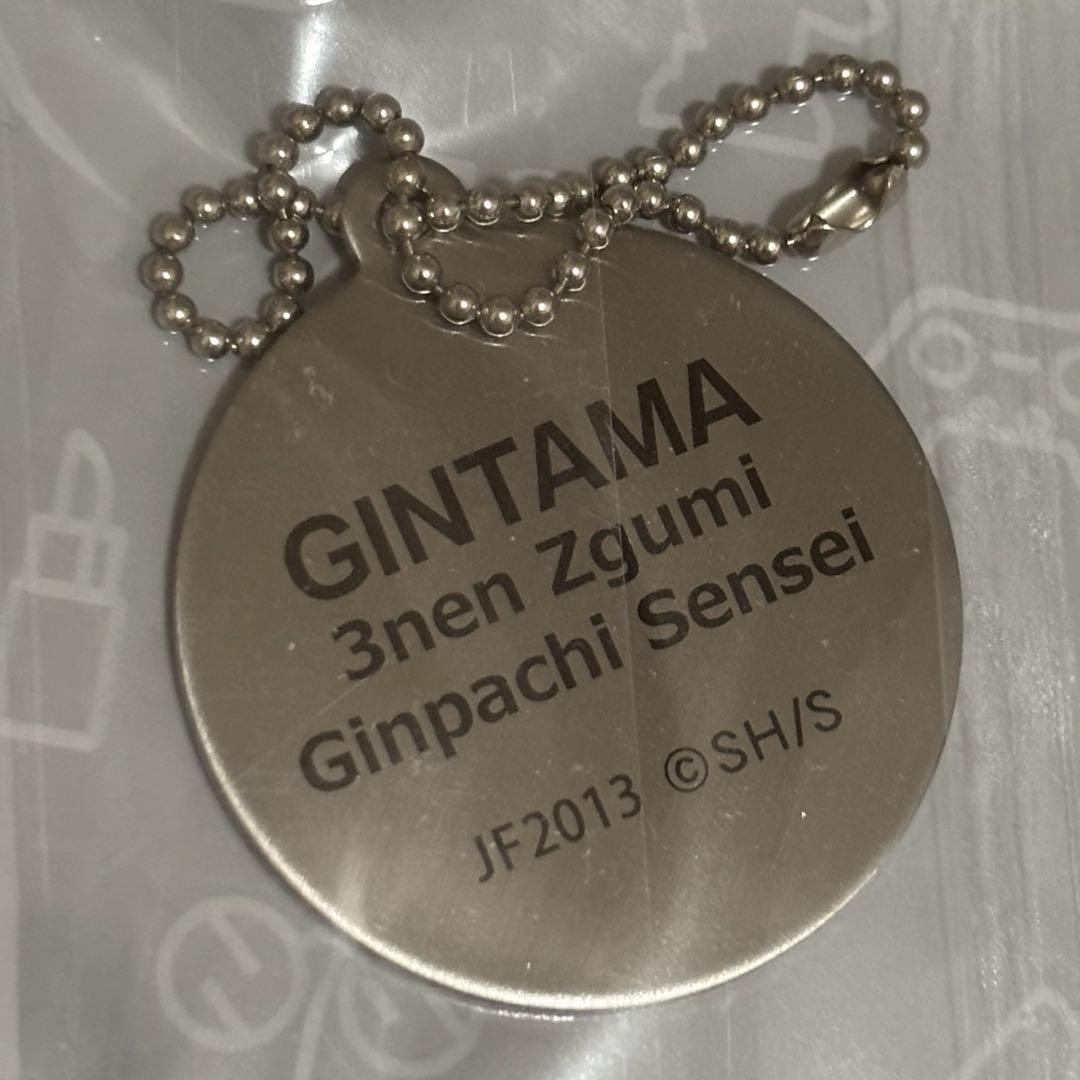 GINTAMA
3nen Zgumi
Ginpachi Sensei
JF2013 ©SH/S